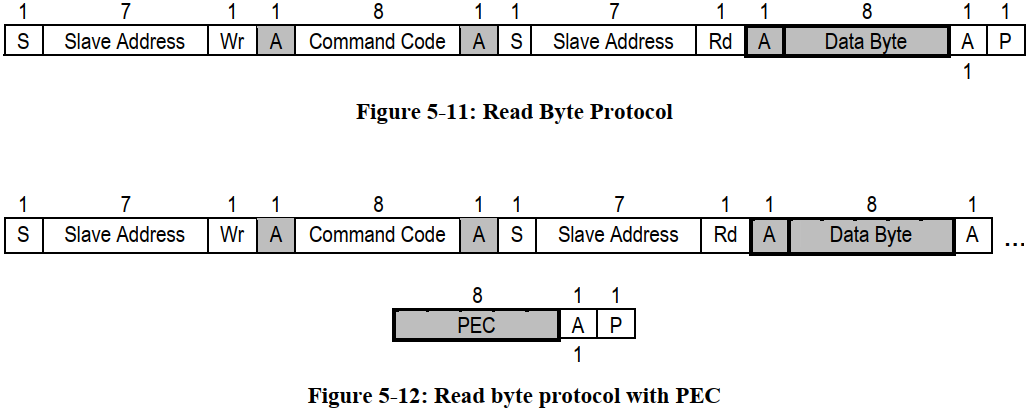 1 7 1 1 8 1 1 7 1 1 8 1 1
S Slave Address Wr A Command Code A S Slave Address Rd A Data Byte A P
1
Figure 5-11: Read Byte Protocol
1 7 1 1 8 1 1 7 1 1 8 1
S Slave Address Wr A Command Code A S Slave Address Rd A Data Byte A ...
8 1 1
PEC A P
1
Figure 5-12: Read byte protocol with PEC